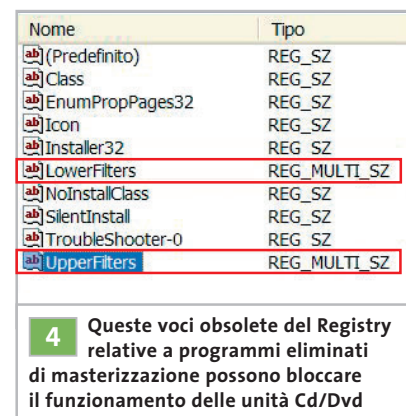 Nome Tipo
(Predefinito) REG_SZ
Class REG_SZ
EnumPropPages32 REG_SZ
Icon REG_SZ
Installer32 REG_SZ
LowerFilters REG_MULTI_SZ
NoInstallClass REG_SZ
SilentInstall REG_SZ
TroubleShooter-0 REG_SZ
UpperFilters REG_MULTI_SZ
4 Queste voci obsolete del Registry
relative a programmi eliminati
di masterizzazione possono bloccare
il funzionamento delle unità Cd/Dvd